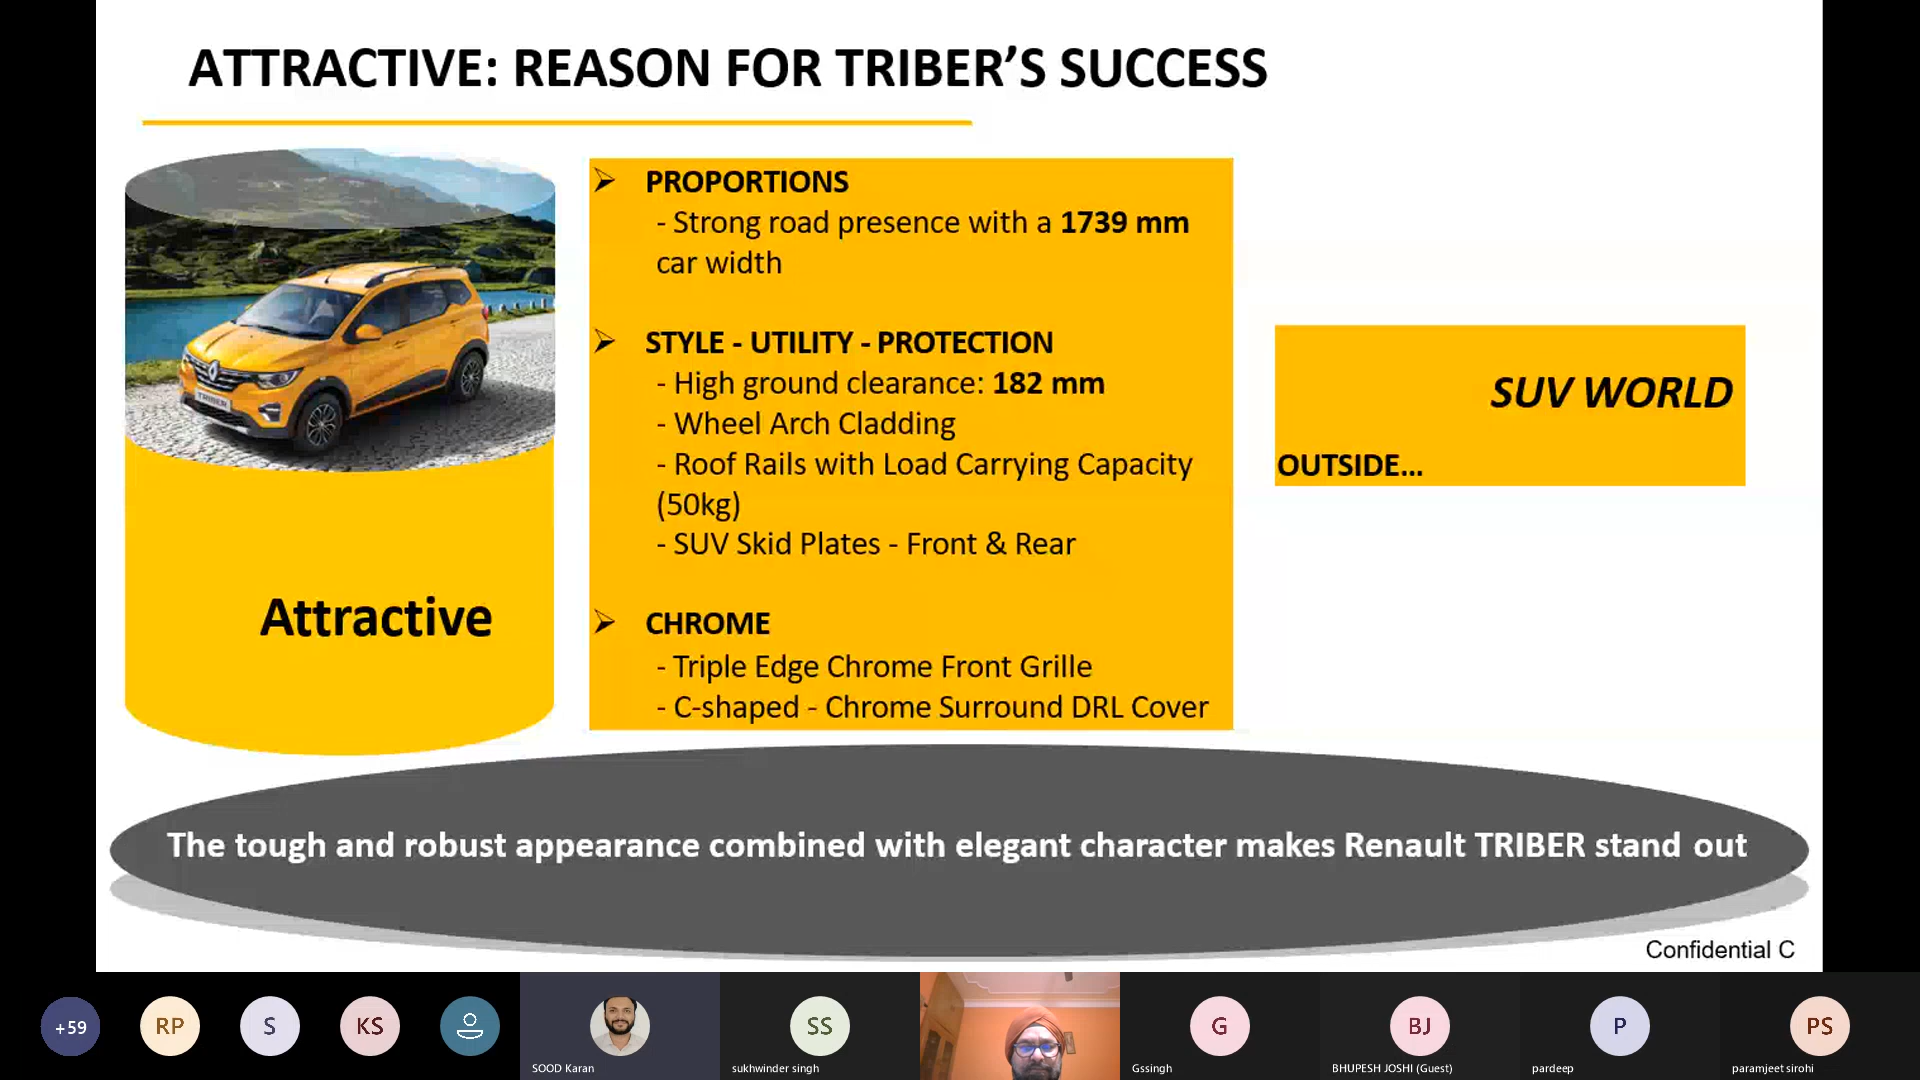 ATTRACTIVE: REASON FOR TRIBER’S SUCCESS
TRIBER
Attractive
➢ PROPORTIONS
- Strong road presence with a 1739 mm
car width
➢ STYLE - UTILITY - PROTECTION
- High ground clearance: 182 mm
- Wheel Arch Cladding
- Roof Rails with Load Carrying Capacity
(50kg)
- SUV Skid Plates - Front & Rear
➢ CHROME
- Triple Edge Chrome Front Grille
- C-shaped - Chrome Surround DRL Cover
SUV WORLD
OUTSIDE...
The tough and robust appearance combined with elegant character makes Renault TRIBER stand out
Confidential C
+59
RP
S
KS
SOOD Karan
SS
sukhwinder singh
G
Gssingh
BJ
BHUPESH JOSHI (Guest)
P
pardeep
PS
paramjeet sirohi